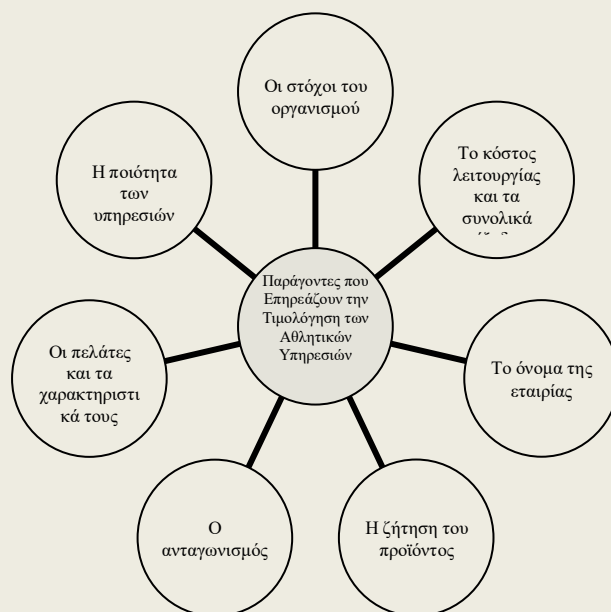 Οι στόχοι του
οργανισμού
Το κόστος
λειτουργίας
και τα
συνολικά
Το όνομα της
εταιρίας
Η ζήτηση του
προϊόντος
Ο
ανταγωνισμός
Οι πελάτες
και τα
χαρακτηριστι
κά τους
Η ποιότητα
των
υπηρεσιών
Παράγοντες που
Επηρεάζουν την
Τιμολόγηση των
Αθλητικών
Υπηρεσιών